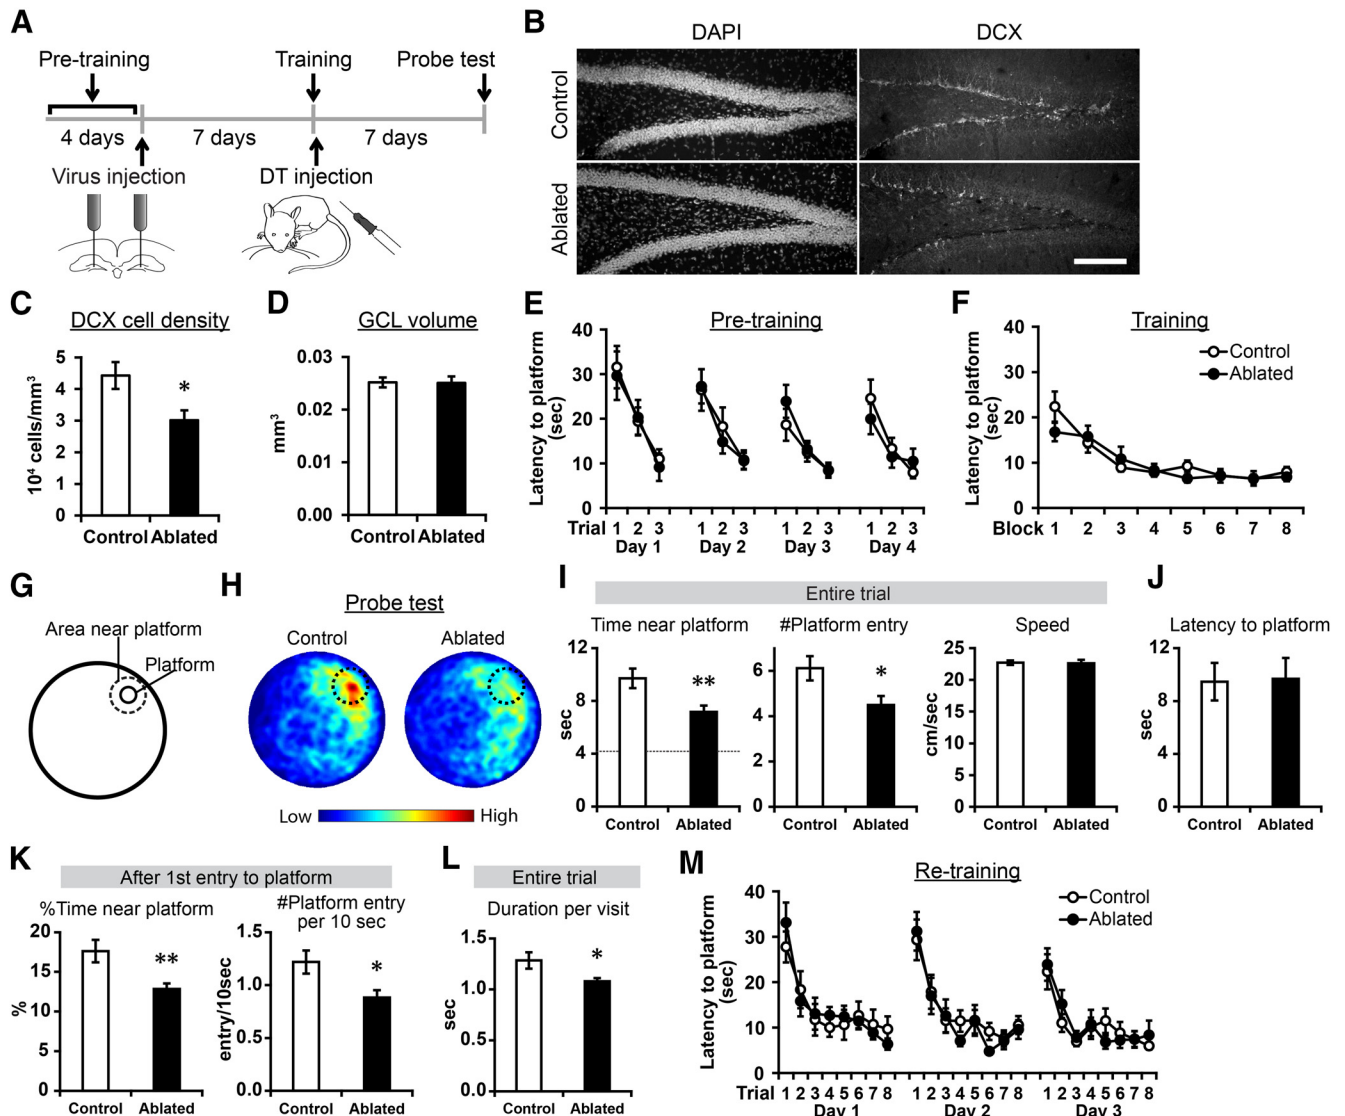 A
Pre-training
Training
Probe test
4 days
7 days
7 days
Virus injection
DT injection
B
DAPI
DCX
Control
Ablated
C
DCX cell density
10⁴ cells/mm³
5
4
3
2
1
0
*
Control Ablated
D
GCL volume
mm³
0.03
0.02
0.01
0.00
Control Ablated
E
Pre-training
Latency to platform
(sec)
40
30
20
10
0
Trial 1 2 3 1 2 3 1 2 3 1 2 3
Day 1 Day 2 Day 3 Day 4
F
Training
Latency to platform
(sec)
40
30
20
10
0
Control
Ablated
Block 1 2 3 4 5 6 7 8
G
Area near platform
Platform
H
Probe test
Control
Ablated
Low
High
I
Entire trial
Time near platform
sec
12
8
4
0
**
Control Ablated
#Platform entry
6
4
2
0
*
Control Ablated
Speed
cm/sec
25
20
15
10
5
0
Control Ablated
J
Latency to platform
sec
12
8
4
0
Control Ablated
K
After 1st entry to platform
%Time near platform
%
20
15
10
5
0
**
Control Ablated
#Platform entry
per 10 sec
entry/10sec
1.5
1.0
0.5
0.0
*
Control Ablated
L
Entire trial
Duration per visit
sec
1.5
1.0
0.5
0.0
*
Control Ablated
M
Re-training
Latency to platform
(sec)
40
30
20
10
0
Control
Ablated
Trial 1 2 3 4 5 6 7 8 1 2 3 4 5 6 7 8 1 2 3 4 5 6 7 8
Day 1 Day 2 Day 3